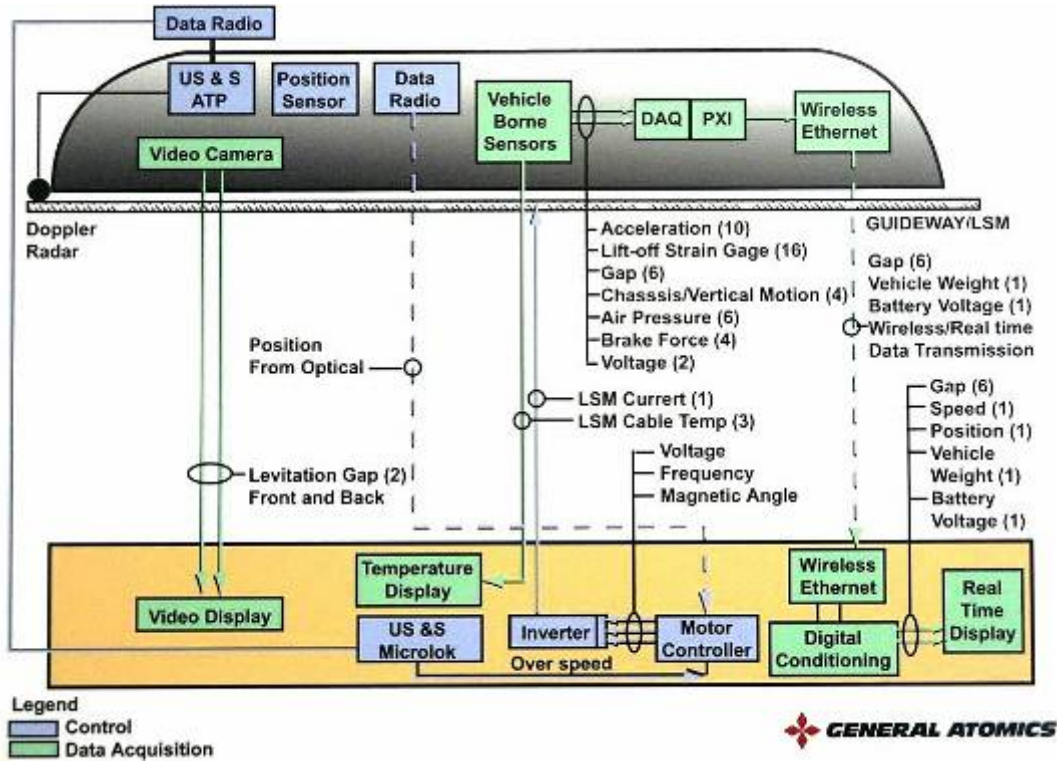 Data Radio
US & S
ATP
Position
Sensor
Data
Radio
Vehicle
Borne
Sensors
DAQ
PXI
Wireless
Ethernet
Video Camera
Doppler
Radar
GUIDEWAY/LSM
Acceleration (10)
Lift-off Strain Gage (16)
Gap (6)
Chasssis/Vertical Motion (4)
Air Pressure (6)
Brake Force (4)
Voltage (2)
Gap (6)
Vehicle Weight (1)
Battery Voltage (1)
Wireless/Real time
Data Transmission
Position
From Optical
LSM Currert (1)
LSM Cable Temp (3)
Gap (6)
Speed (1)
Position (1)
Vehicle
Weight (1)
Battery
Voltage (1)
Levitation Gap (2)
Front and Back
Voltage
Frequency
Magnetic Angle
Video Display
Temperature
Display
US &S
Microlok
Inverter
Over speed
Motor
Controller
Wireless
Ethernet
Digital
Conditioning
Real
Time
Display
Legend
Control
Data Acquisition
GENERAL ATOMICS